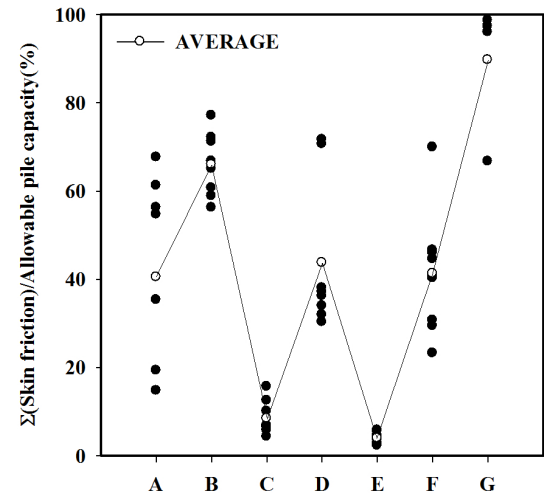 Σ(Skin friction)/Allowable pile capacity(%)
100
80
60
40
20
0
AVERAGE
A B C D E F G